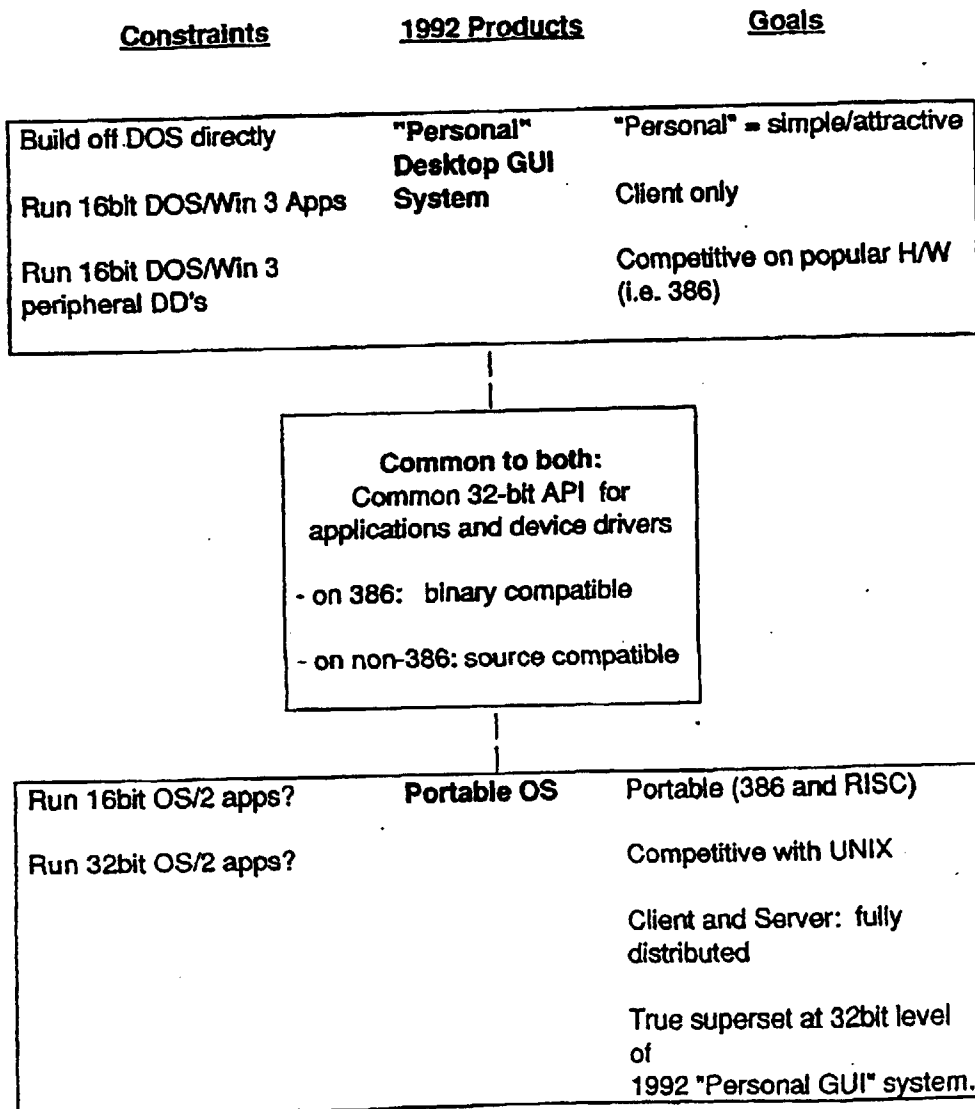 Constraints 1992 Products Goals
Build off DOS directly
Run 16bit DOS/Win 3 Apps
Run 16bit DOS/Win 3
peripheral DD's
"Personal"
Desktop GUI
System
"Personal" = simple/attractive
Client only
Competitive on popular H/W
(i.e. 386)
Common to both:
Common 32-bit API for
applications and device drivers
- on 386: binary compatible
- on non-386: source compatible
Run 16bit OS/2 apps?
Run 32bit OS/2 apps?
Portable OS
Portable (386 and RISC)
Competitive with UNIX
Client and Server: fully
distributed
True superset at 32bit level
of
1992 "Personal GUI" system.